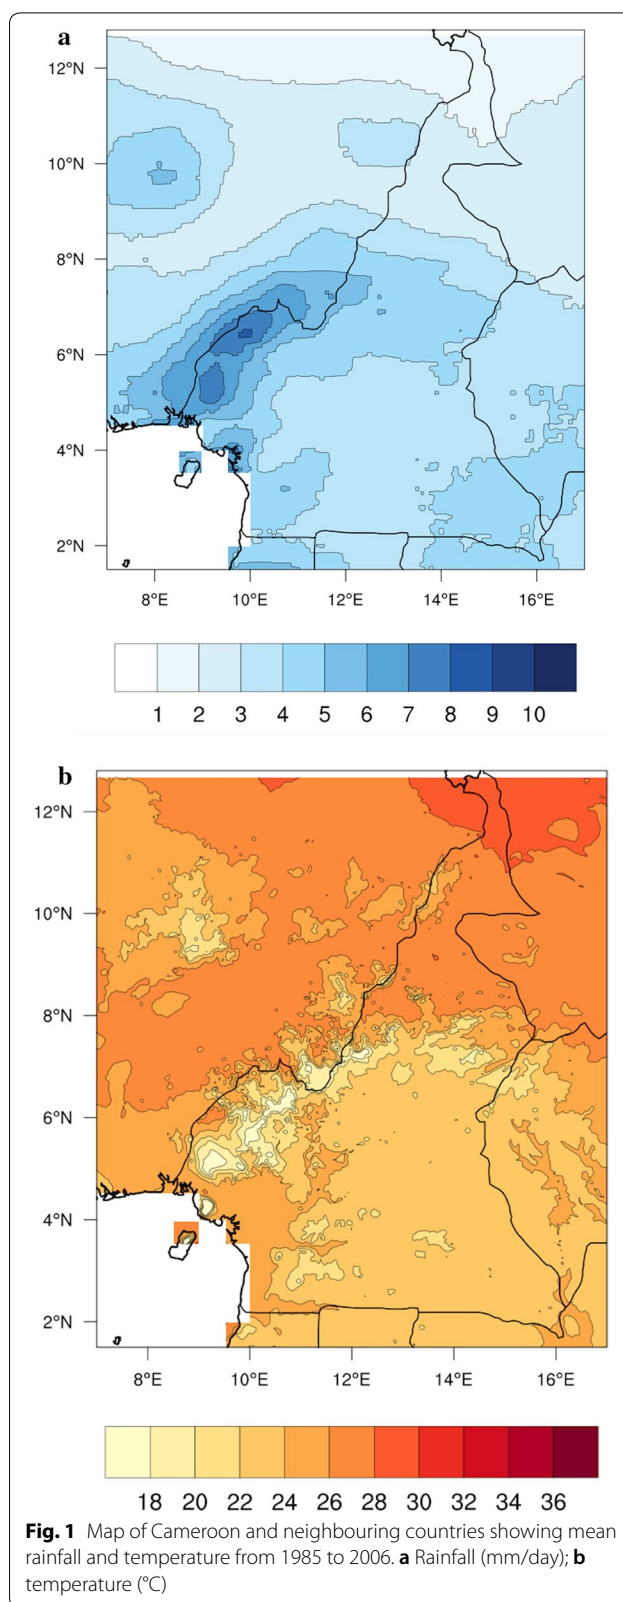 a
12°N
10°N
8°N
6°N
4°N
2°N
8°E 10°E 12°E 14°E 16°E
1 2 3 4 5 6 7 8 9 10
b
12°N
10°N
8°N
6°N
4°N
2°N
8°E 10°E 12°E 14°E 16°E
18 20 22 24 26 28 30 32 34 36
Fig. 1 Map of Cameroon and neighbouring countries showing mean
rainfall and temperature from 1985 to 2006. a Rainfall (mm/day); b
temperature (°C)